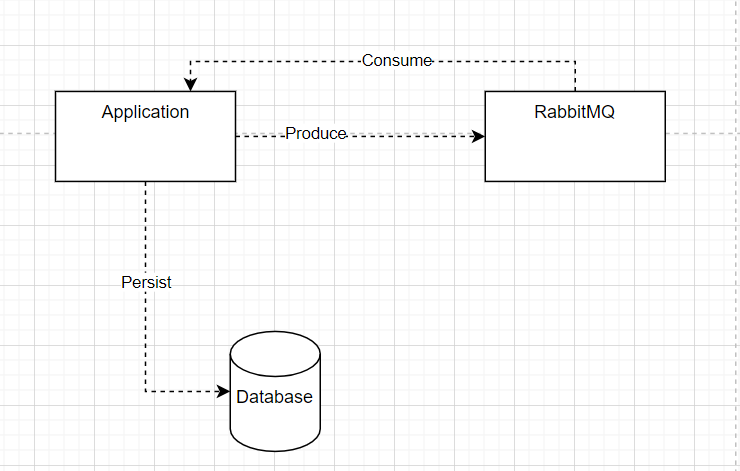 Consume
Application
RabbitMQ
Produce
Persist
Database